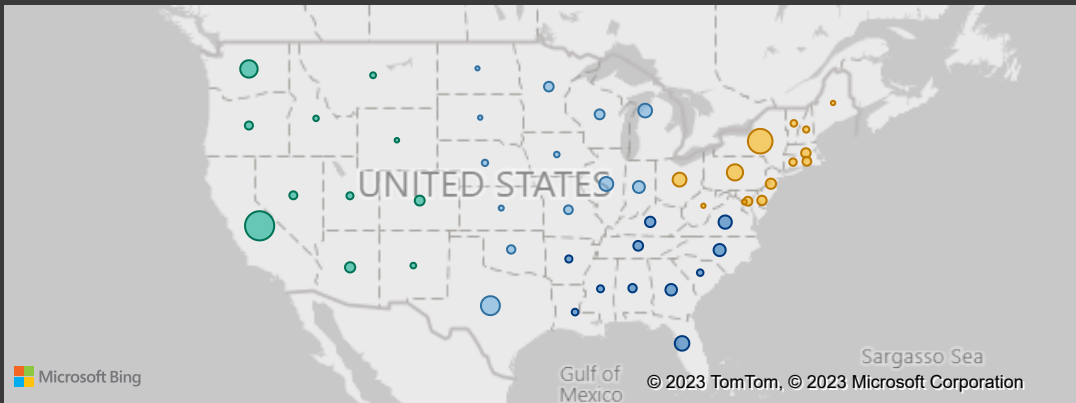 UNITED STATES
Sargasso Sea
Gulf of
Mexico
Microsoft Bing
© 2023 TomTom, © 2023 Microsoft Corporation